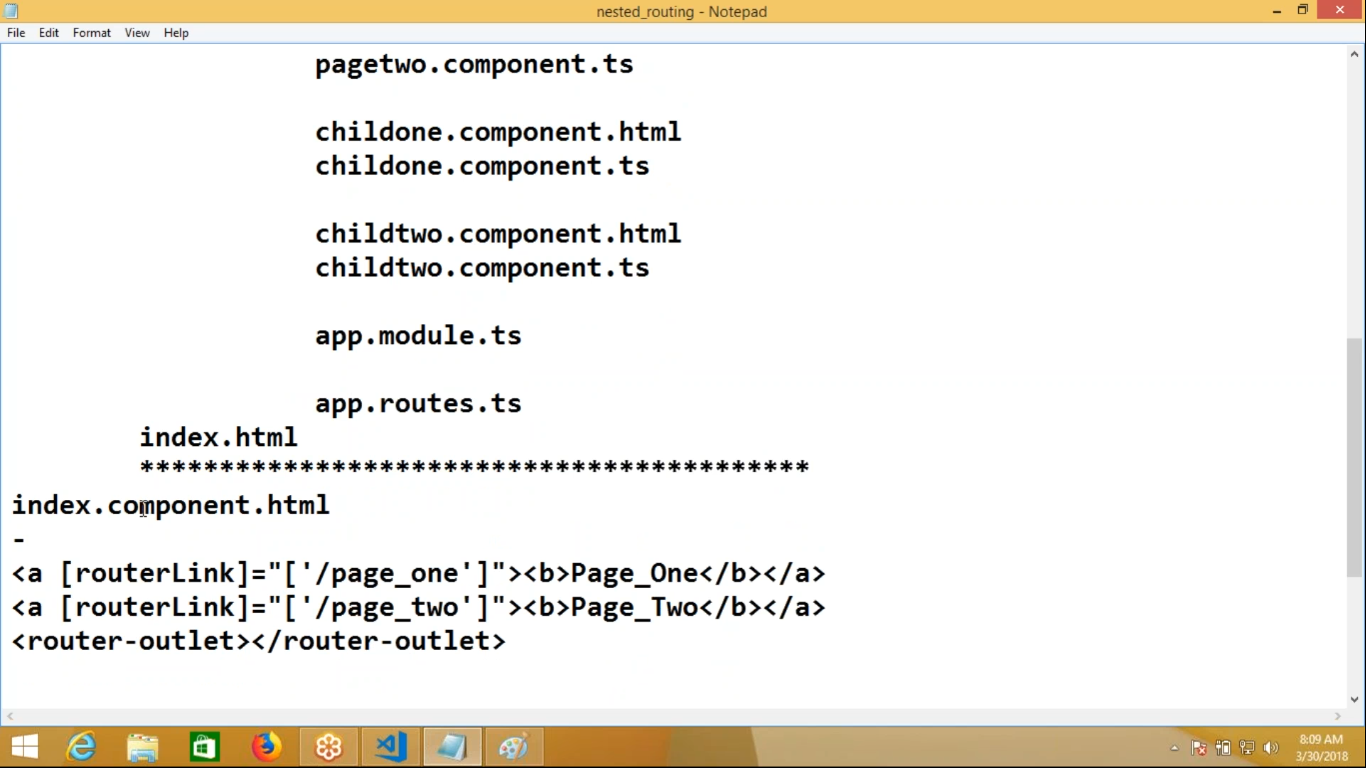 nested_routing - Notepad
File Edit Format View Help
pagetwo.component.ts
childone.component.html
childone.component.ts
childtwo.component.html
childtwo.component.ts
app.module.ts
app.routes.ts
index.html
******************************************
index.component.html
-
<a [routerLink]="['/page_one']"><b>Page_One</b></a>
<a [routerLink]="['/page_two']"><b>Page_Two</b></a>
<router-outlet></router-outlet>
8:09 AM
3/30/2018